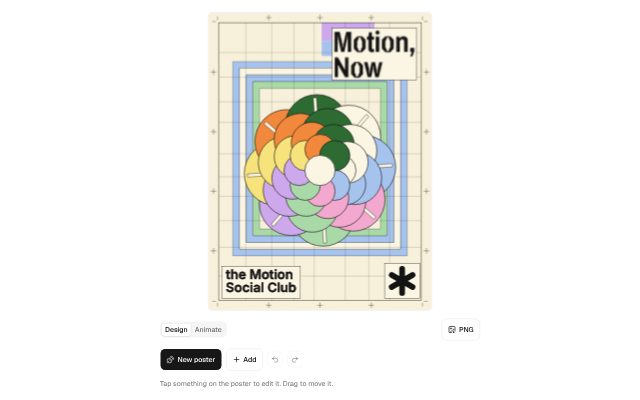 Motion,
Now
the Motion
Social Club
Design Animate
PNG
New poster
Add
Tap something on the poster to edit it. Drag to move it.